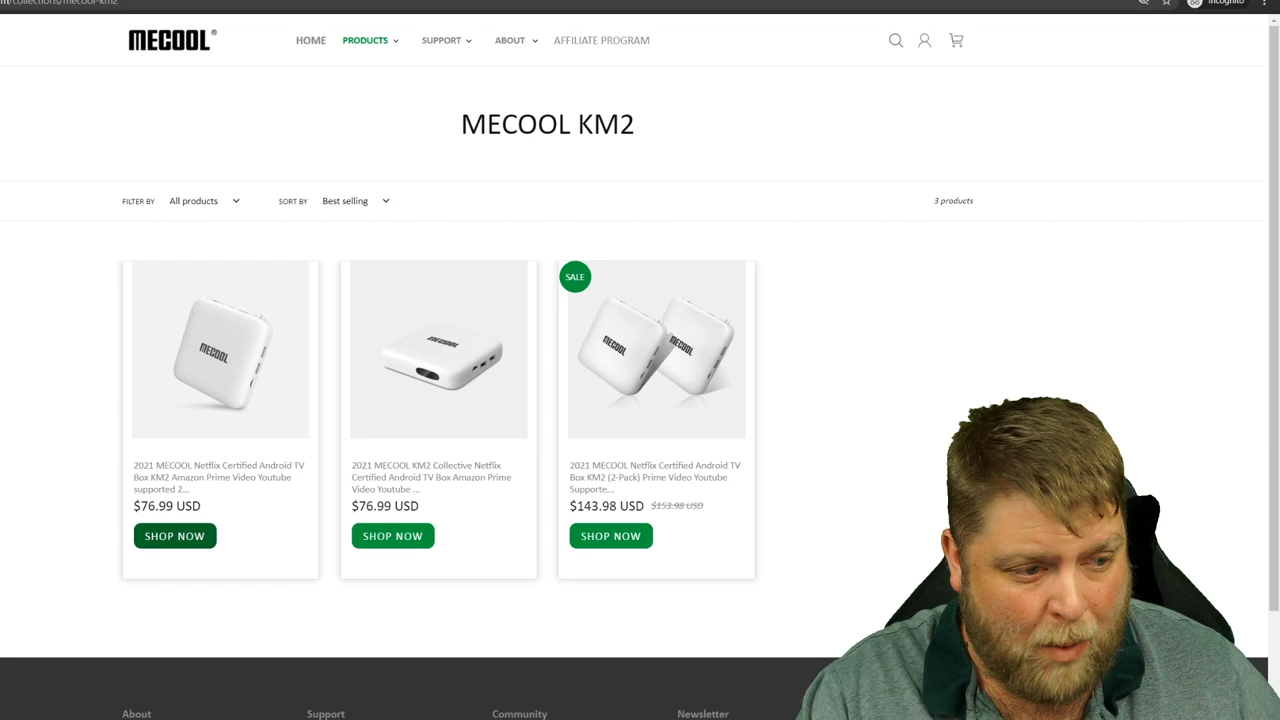 m/collections/mecool-km2
Incognito
MECOOL®
HOME PRODUCTS SUPPORT ABOUT AFFILIATE PROGRAM
MECOOL KM2
FILTER BY All products SORT BY Best selling 3 products
MECOOL
MECOOL
SALE
MECOOL MECOOL
2021 MECOOL Netflix Certified Android TV
Box KM2 Amazon Prime Video Youtube
supported 2...
$76.99 USD
SHOP NOW
2021 MECOOL KM2 Collective Netflix
Certified Android TV Box Amazon Prime
Video Youtube ...
$76.99 USD
SHOP NOW
2021 MECOOL Netflix Certified Android TV
Box KM2 (2-Pack) Prime Video Youtube
Supporte...
$143.98 USD $153.98 USD
SHOP NOW
About Support Community Newsletter